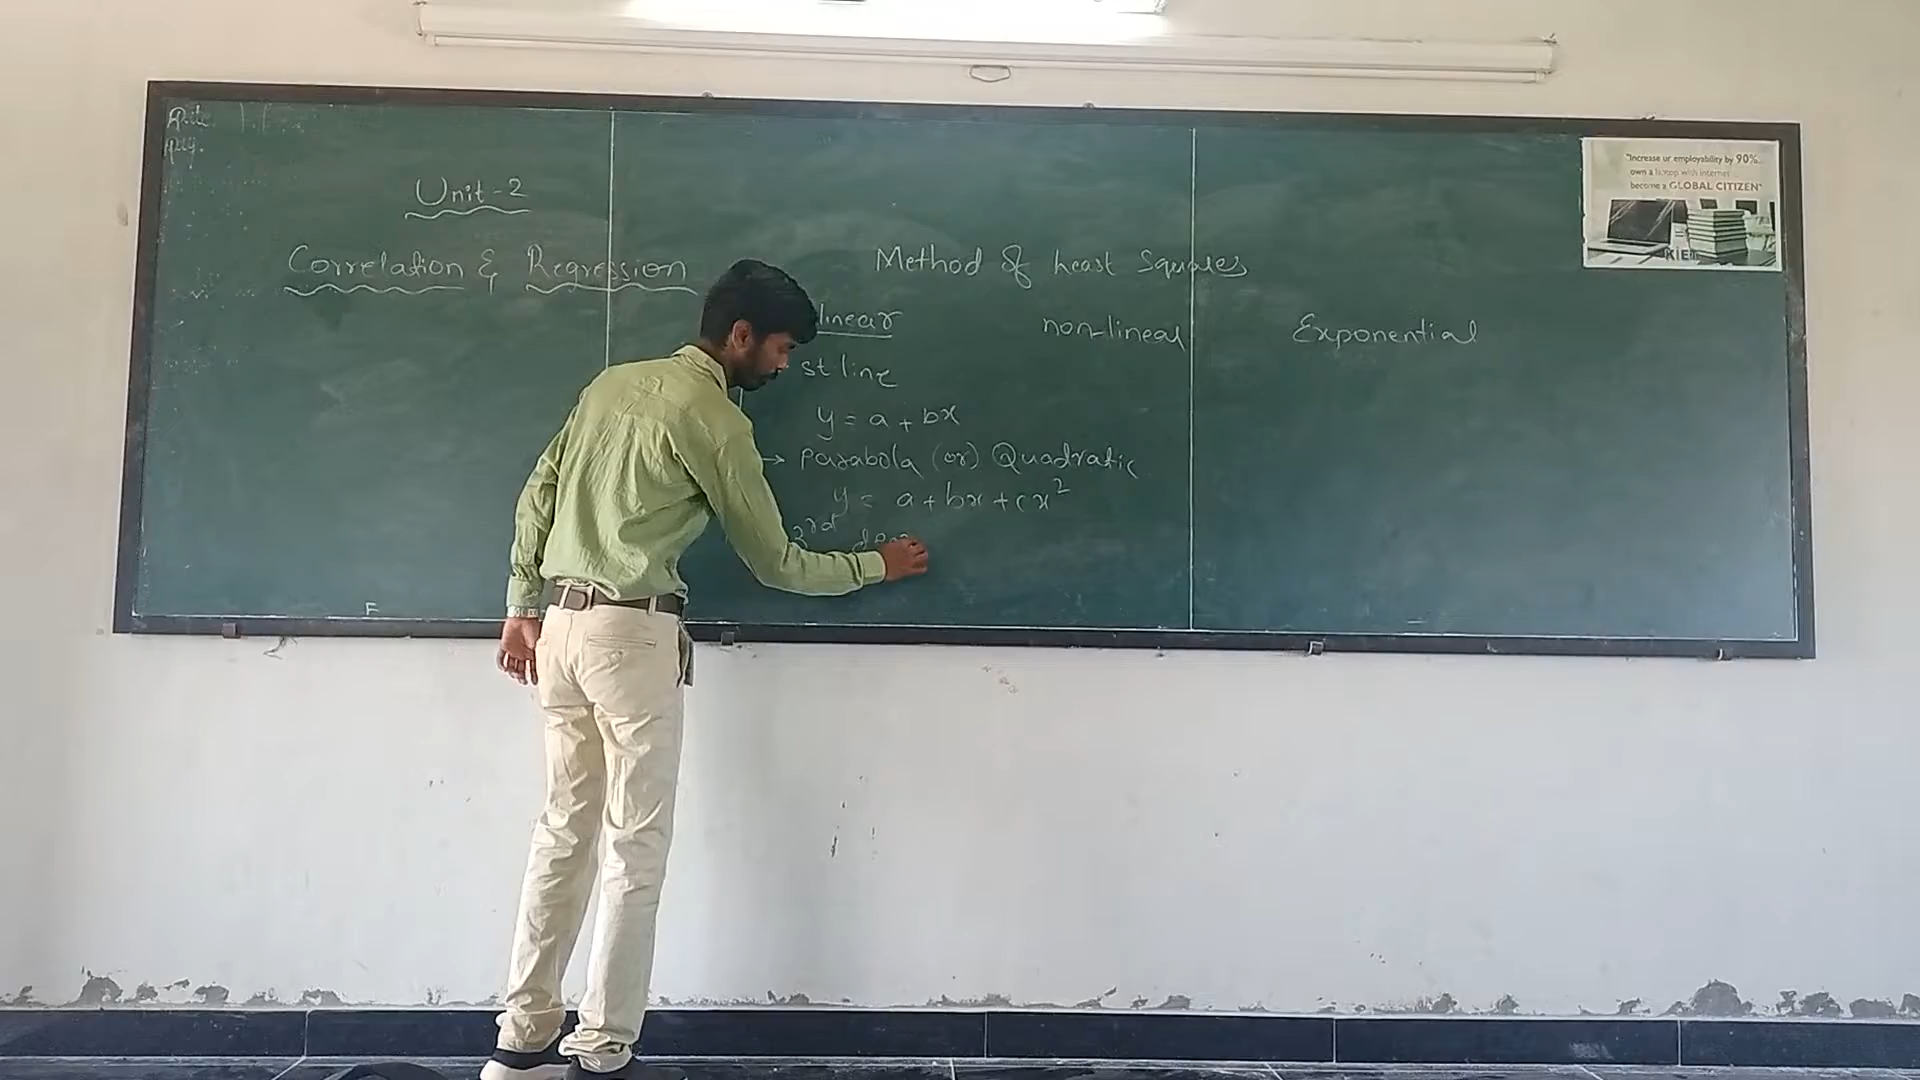 Unit-2
Correlation & Regression
Method Of Least Squares
linear
non-linear
Exponential
st line
y = a + bx
→ Parabola (or) Quadratic
y = a + bx + cx²
3rd
F
"Increase ur employability by 90%..
own a laptop with internet
become a GLOBAL CITIZEN"